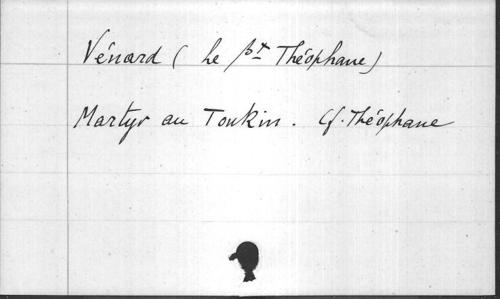 Vénard ( Le Bx Théophane)
Martyr au Tonkin. Cf. Théophane